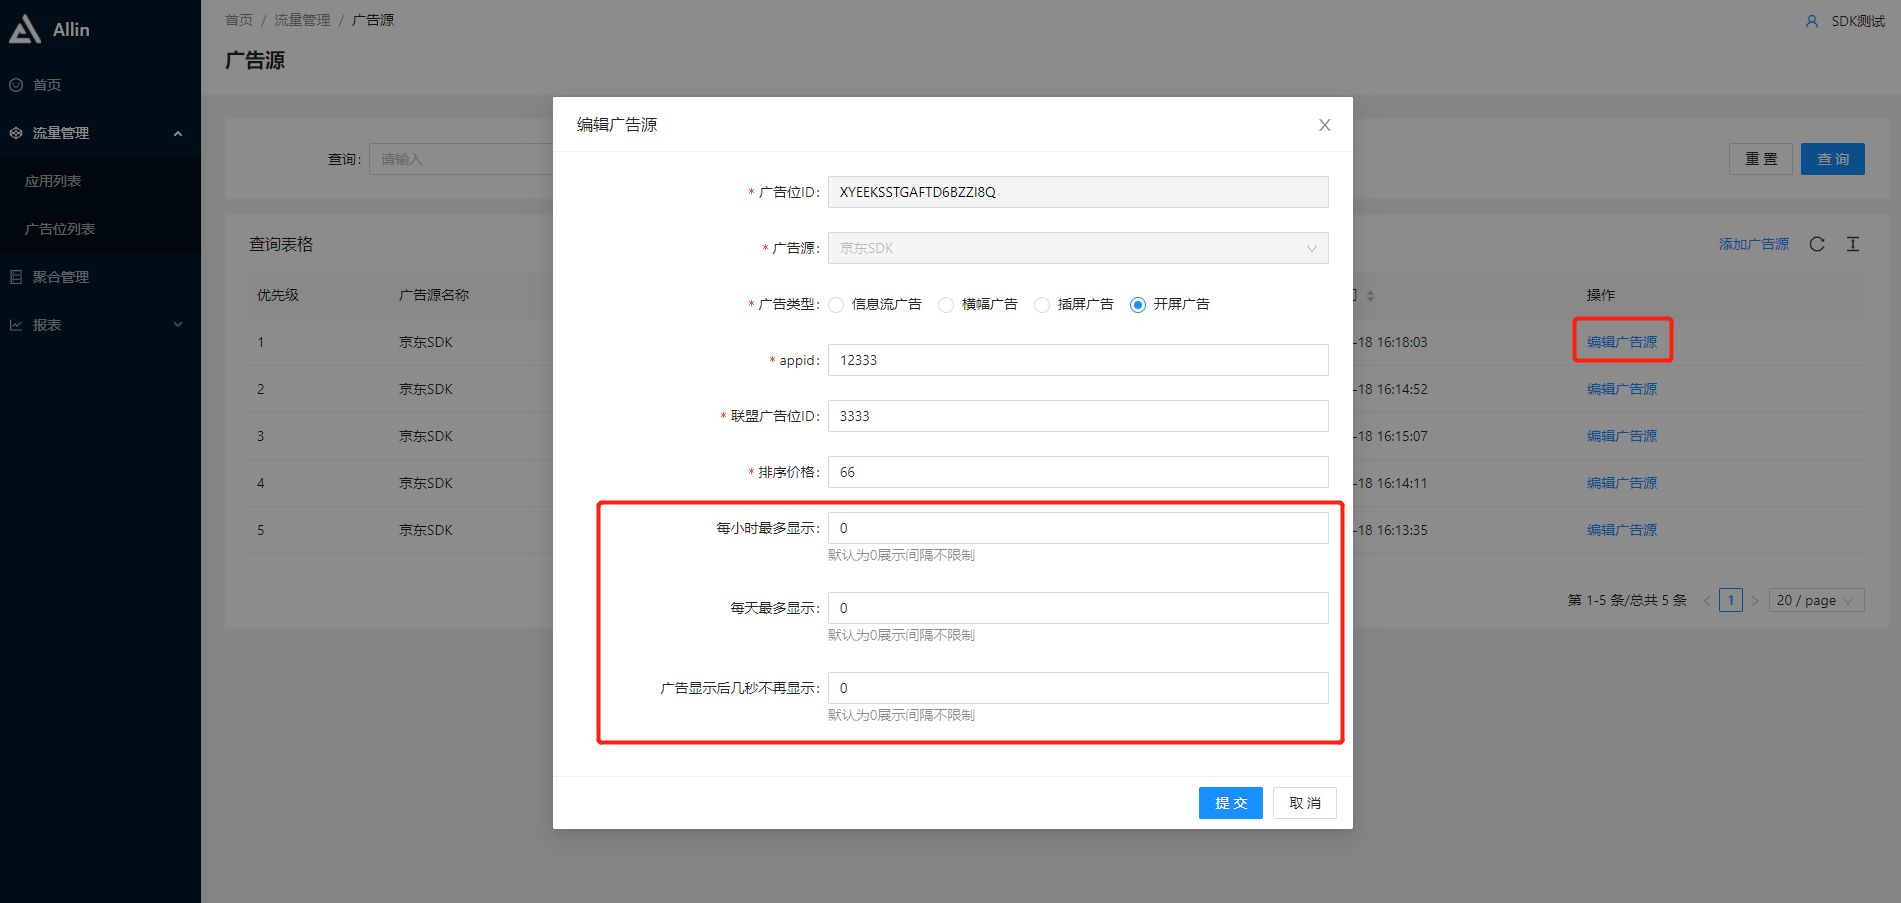 Allin
首页 / 流量管理 / 广告源
SDK测试
广告源
首页
流量管理
应用列表
广告位列表
聚合管理
报表
查询: 请输入
重 置 查 询
查询表格
添加广告源
优先级 广告源名称 操作
1 京东SDK -18 16:18:03 编辑广告源
2 京东SDK -18 16:14:52 编辑广告源
3 京东SDK -18 16:15:07 编辑广告源
4 京东SDK -18 16:14:11 编辑广告源
5 京东SDK -18 16:13:35 编辑广告源
第 1-5 条/总共 5 条 < 1 > 20 / page
编辑广告源
* 广告位ID: XYEEKSSTGAFTD6BZZI8Q
* 广告源: 京东SDK
* 广告类型: 信息流广告 横幅广告 插屏广告 开屏广告
* appid: 12333
* 联盟广告位ID: 3333
* 排序价格: 66
每小时最多显示: 0
默认为0展示间隔不限制
每天最多显示: 0
默认为0展示间隔不限制
广告显示后几秒不再显示: 0
默认为0展示间隔不限制
提 交 取 消